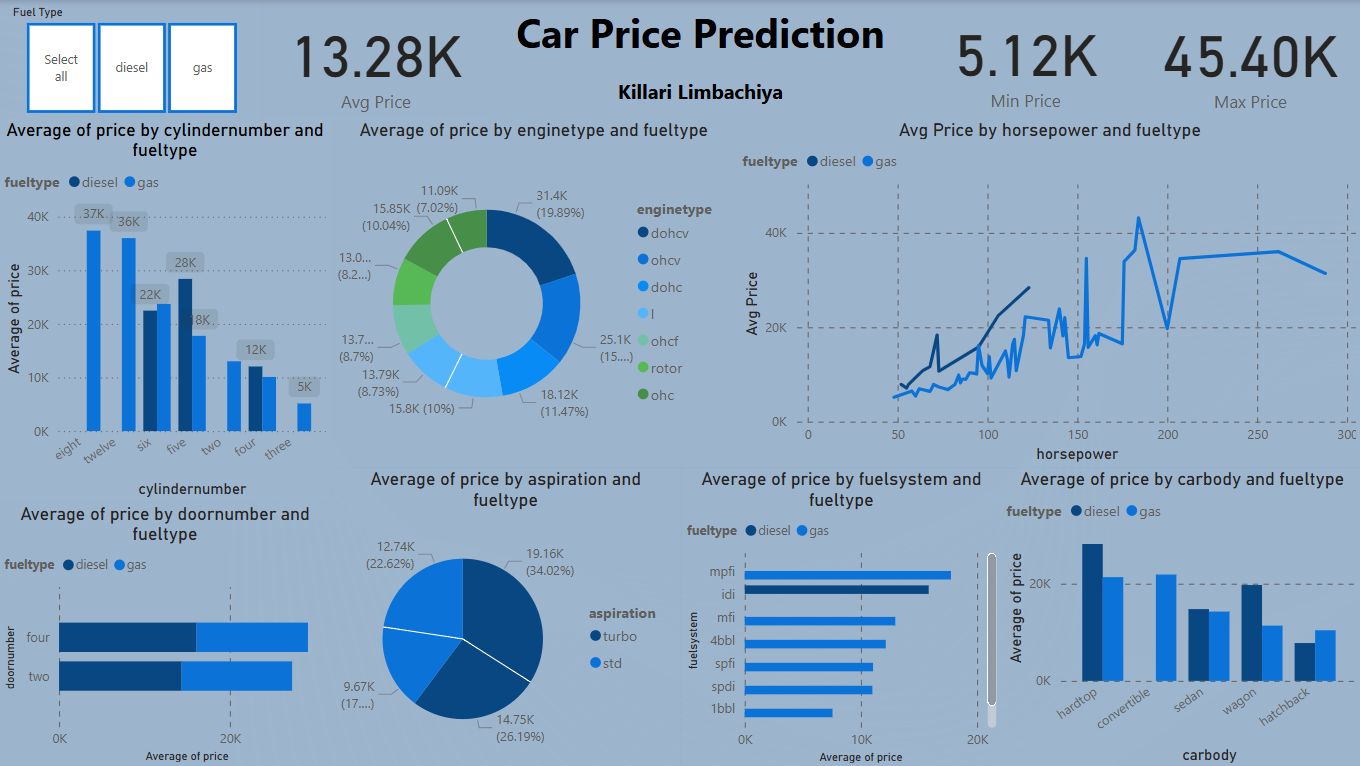 Fuel Type
Select
all
diesel
gas
13.28K
Avg Price
Car Price Prediction
Killari Limbachiya
5.12K
Min Price
45.40K
Max Price
Average of price by cylindernumber and
fueltype
fueltype diesel gas
40K
30K
20K
10K
0K
37K
36K
22K
28K
18K
12K
5K
eight
twelve
six
five
two
four
three
Average of price
cylindernumber
Average of price by enginetype and fueltype
31.4K
(19.89%)
25.1K
(15....)
18.12K
(11.47%)
15.8K (10%)
13.79K
(8.73%)
13.7...
(8.7%)
13.0...
(8.2...)
15.85K
(10.04%)
11.09K
(7.02%)
enginetype
dohcv
ohcv
dohc
l
ohcf
rotor
ohc
Avg Price by horsepower and fueltype
fueltype diesel gas
Avg Price
40K
20K
0K
0
50
100
150
200
250
300
horsepower
Average of price by doornumber and
fueltype
fueltype diesel gas
doornumber
four
two
0K
20K
Average of price
Average of price by aspiration and
fueltype
12.74K
(22.62%)
19.16K
(34.02%)
9.67K
(17....)
14.75K
(26.19%)
aspiration
turbo
std
Average of price by fuelsystem and
fueltype
fueltype diesel gas
fuelsystem
mpfi
idi
mfi
4bbl
spfi
spdi
1bbl
0K
10K
20K
Average of price
Average of price by carbody and fueltype
fueltype diesel gas
Average of price
20K
0K
hardtop
convertible
sedan
wagon
hatchback
carbody